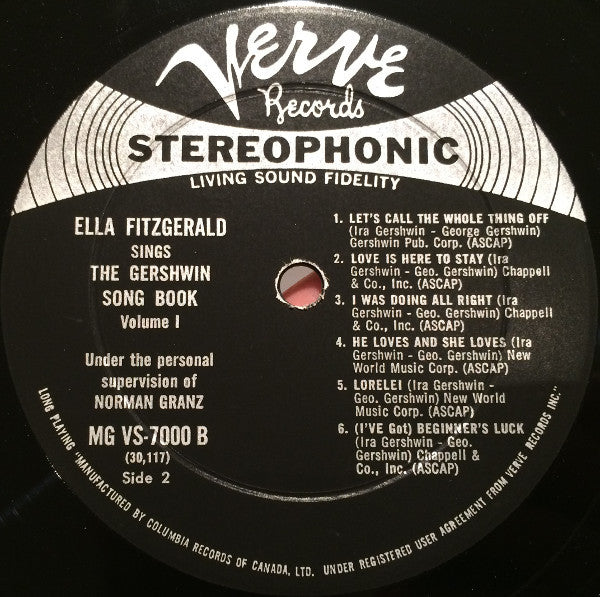 Verve
Records
STEREOPHONIC
LIVING SOUND FIDELITY
ELLA FITZGERALD
SINGS
THE GERSHWIN
SONG BOOK
Volume I
Under the personal
supervision of
NORMAN GRANZ
MG VS-7000 B
(30,117)
Side 2
1. LET'S CALL THE WHOLE THING OFF
(Ira Gershwin - George Gershwin)
Gershwin Pub. Corp. (ASCAP)
2. LOVE IS HERE TO STAY (Ira
Gershwin - Geo. Gershwin) Chappell
& Co., Inc. (ASCAP)
3. I WAS DOING ALL RIGHT (Ira
Gershwin - Geo. Gershwin) Chappell
& Co., Inc. (ASCAP)
4. HE LOVES AND SHE LOVES (Ira
Gershwin - Geo. Gershwin) New
World Music Corp. (ASCAP)
5. LORELEI (Ira Gershwin -
Geo. Gershwin) New World
Music Corp. (ASCAP)
6. (I'VE Got) BEGINNER'S LUCK
(Ira Gershwin - Geo.
Gershwin) Chappell &
Co., Inc. (ASCAP)
LONG PLAYING "MANUFACTURED BY COLUMBIA RECORDS OF CANADA, LTD. UNDER REGISTERED USER AGREEMENT FROM VERVE RECORDS INC."